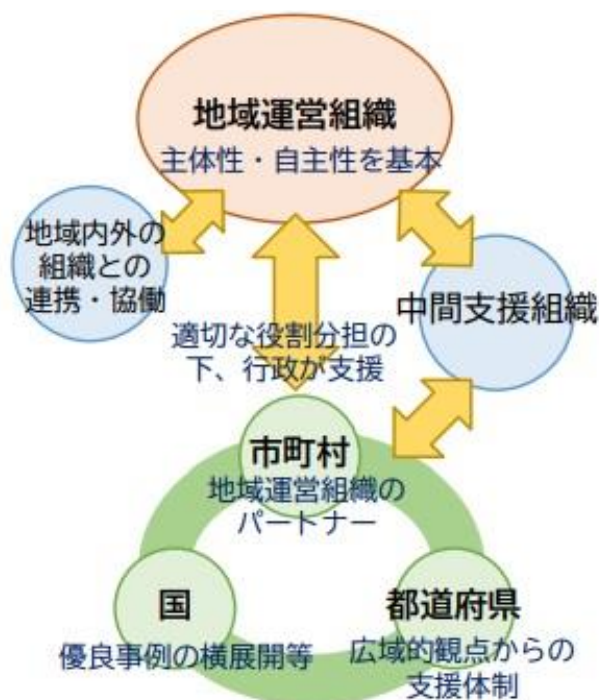 地域運営組織
主体性・自主性を基本
地域内外の
組織との
連携・協働
中間支援組織
適切な役割分担の
下、行政が支援
市町村
地域運営組織の
パートナー
国
優良事例の横展開等
都道府県
広域的観点からの
支援体制